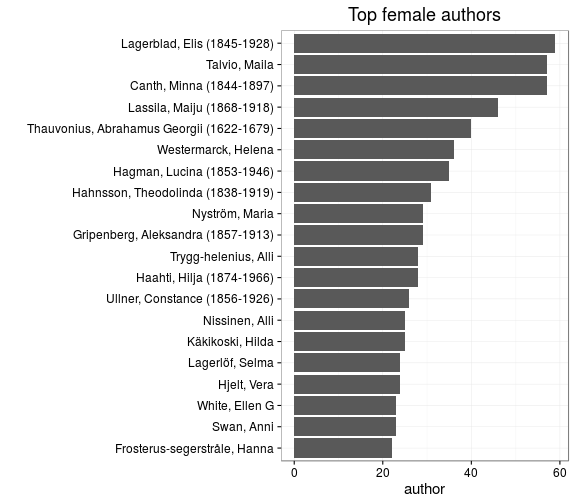 Top female authors
Lagerblad, Elis (1845-1928)
Talvio, Maila
Canth, Minna (1844-1897)
Lassila, Maiju (1868-1918)
Thauvonius, Abrahamus Georgii (1622-1679)
Westermarck, Helena
Hagman, Lucina (1853-1946)
Hahnsson, Theodolinda (1838-1919)
Nyström, Maria
Gripenberg, Aleksandra (1857-1913)
Trygg-helenius, Alli
Haahti, Hilja (1874-1966)
Ullner, Constance (1856-1926)
Nissinen, Alli
Käkikoski, Hilda
Lagerlöf, Selma
Hjelt, Vera
White, Ellen G
Swan, Anni
Frosterus-segerstråle, Hanna
0 20 40 60
author